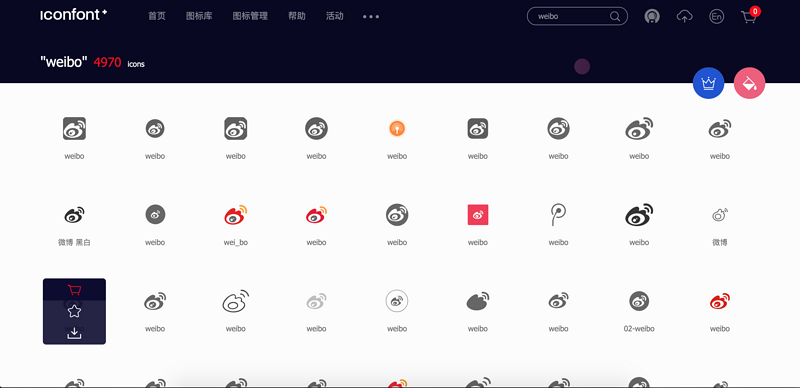 iconfont+ 首页 图标库 图标管理 帮助 活动 weibo En 0
"weibo" 4970 icons
weibo weibo weibo weibo weibo weibo weibo weibo weibo
微博 黑白 weibo wei_bo weibo weibo weibo weibo weibo 微博
weibo weibo weibo weibo weibo weibo 02-weibo weibo